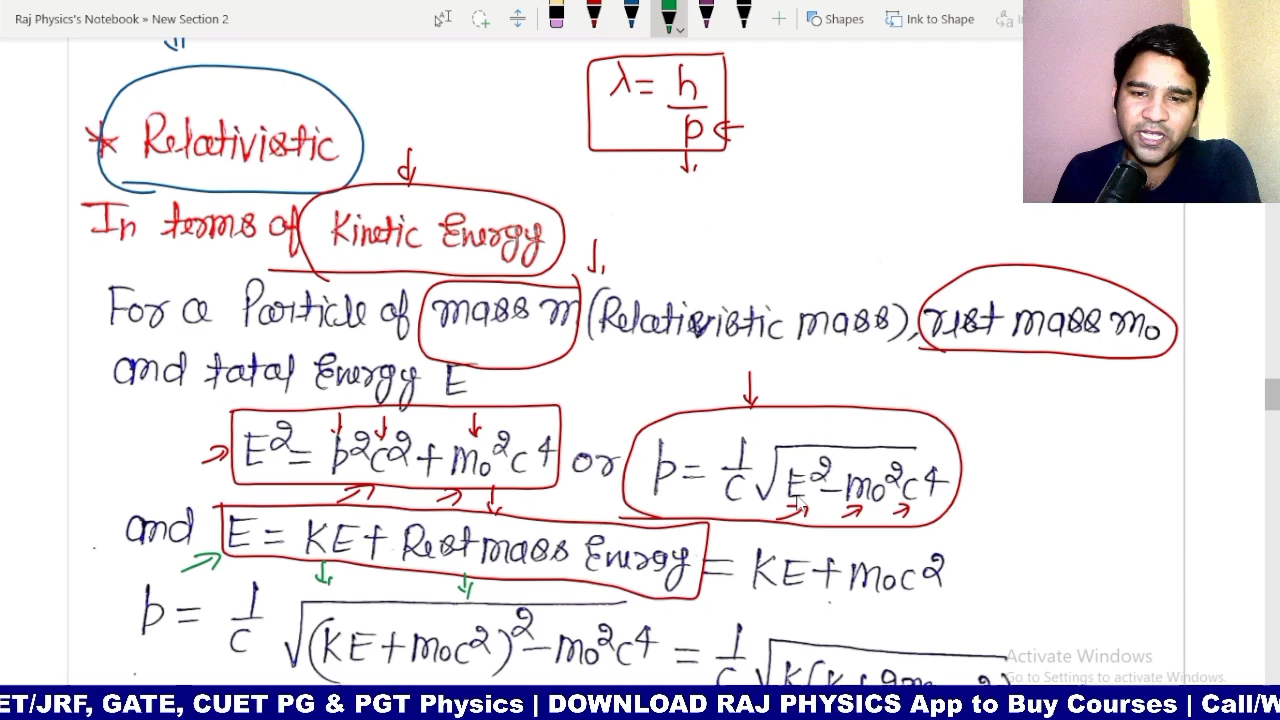 Raj Physics's Notebook » New Section 2
Shapes
Ink to Shape
λ = h/p
* Relativistic
In terms of Kinetic Energy
For a Particle of mass m (Relativistic mass), rest mass m₀
and total Energy E
E² = p²c² + m₀²c⁴ or p = 1/c √(E² − m₀²c⁴)
and E = KE + Rest mass Energy = KE + m₀c²
p = 1/c √((KE + m₀c²)² − m₀²c⁴) = 1/c √
Activate Windows
Go to Settings to activate Windows.
ET/JRF, GATE, CUET PG & PGT Physics | DOWNLOAD RAJ PHYSICS App to Buy Courses | Call/W